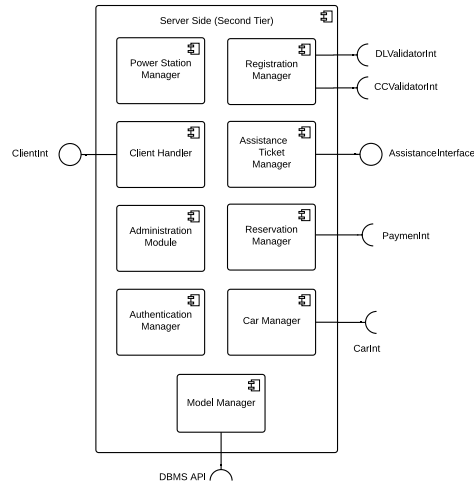 Server Side (Second Tier)
Power Station
Manager
Registration
Manager
DLValidatorInt
CCValidatorInt
ClientInt
Client Handler
Assistance
Ticket
Manager
AssistanceInterface
Administration
Module
Reservation
Manager
PaymenInt
Authentication
Manager
Car Manager
CarInt
Model Manager
DBMS API